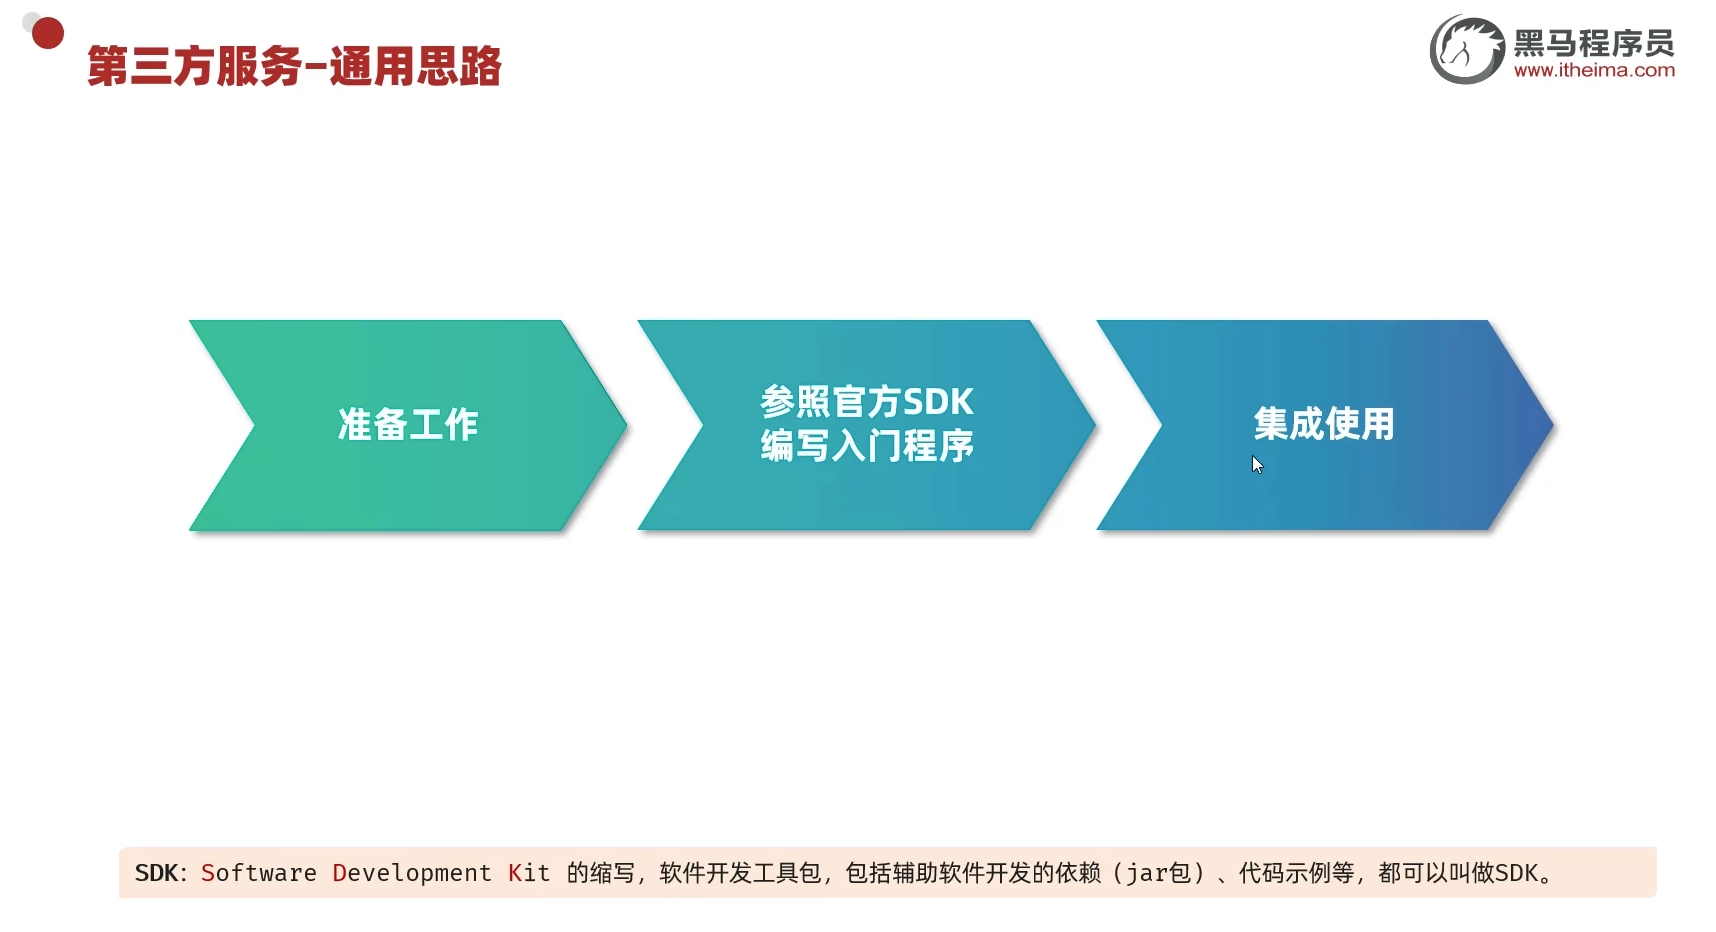 第三方服务-通用思路
黑马程序员
www.itheima.com
准备工作
参照官方SDK
编写入门程序
集成使用
SDK：Software Development Kit 的缩写，软件开发工具包，包括辅助软件开发的依赖（jar包）、代码示例等，都可以叫做SDK。